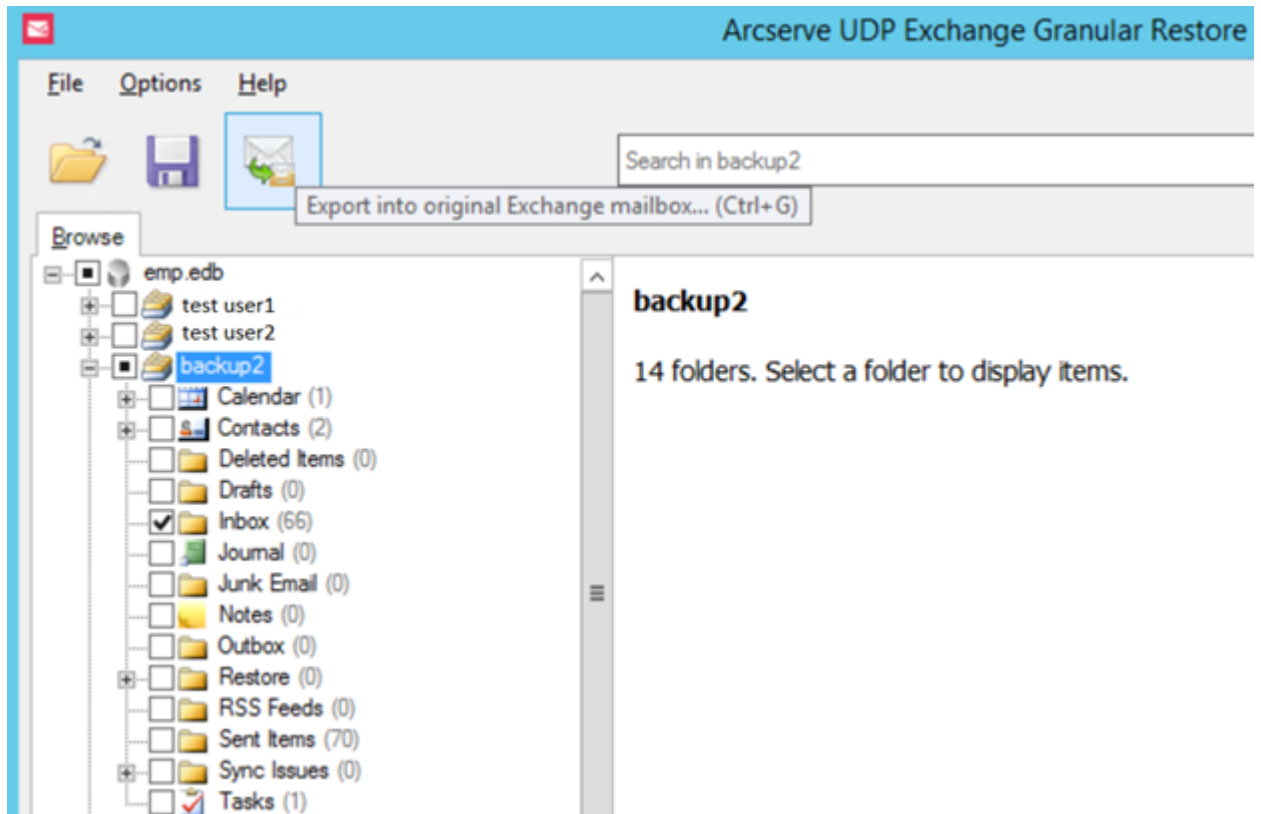 Arcserve UDP Exchange Granular Restore
File Options Help
Search in backup2
Export into original Exchange mailbox... (Ctrl+G)
Browse
emp.edb
test user1
test user2
backup2
Calendar (1)
Contacts (2)
Deleted Items (0)
Drafts (0)
Inbox (66)
Journal (0)
Junk Email (0)
Notes (0)
Outbox (0)
Restore (0)
RSS Feeds (0)
Sent Items (70)
Sync Issues (0)
Tasks (1)
backup2
14 folders. Select a folder to display items.